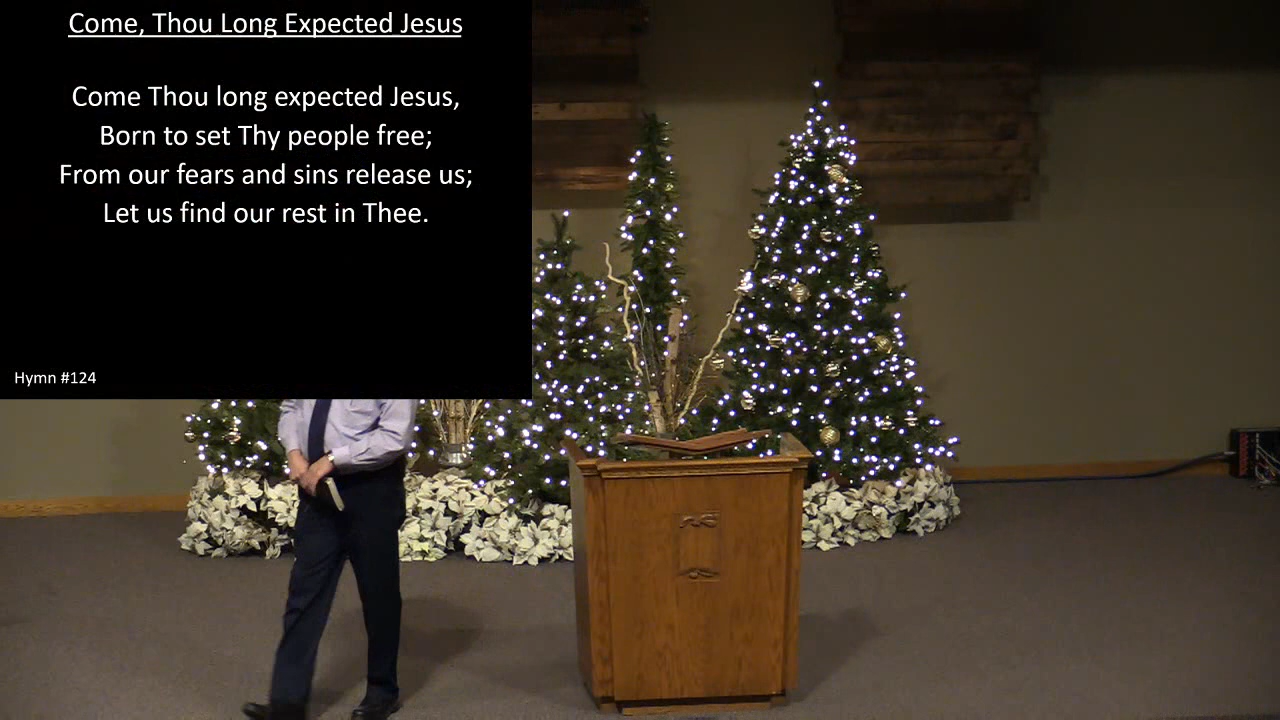 Come, Thou Long Expected Jesus
Come Thou long expected Jesus,
Born to set Thy people free;
From our fears and sins release us;
Let us find our rest in Thee.
Hymn #124